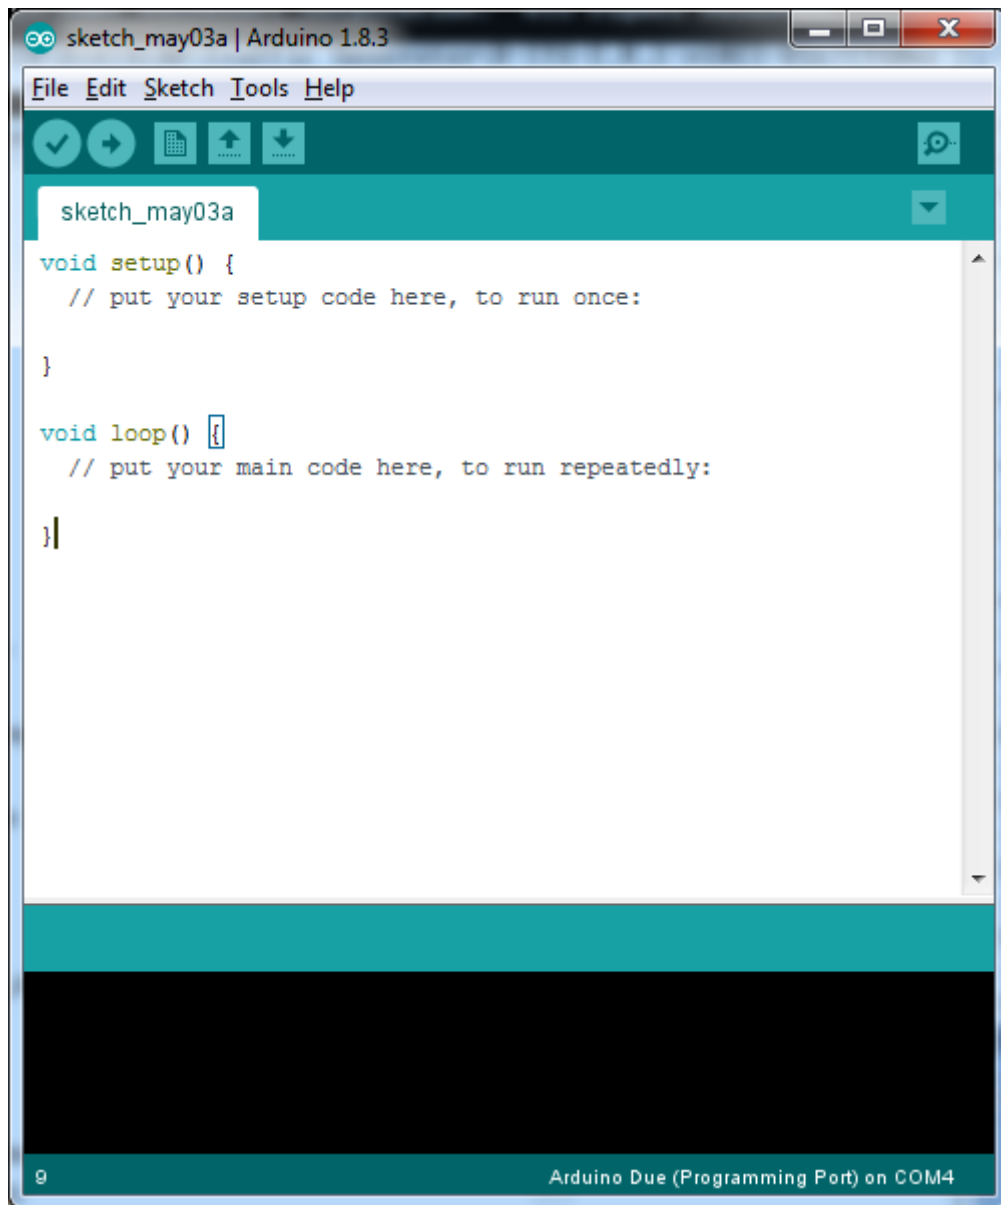 sketch_may03a | Arduino 1.8.3
File Edit Sketch Tools Help
sketch_may03a
void setup() {
  // put your setup code here, to run once:
}
void loop() {
  // put your main code here, to run repeatedly:
}
9 Arduino Due (Programming Port) on COM4